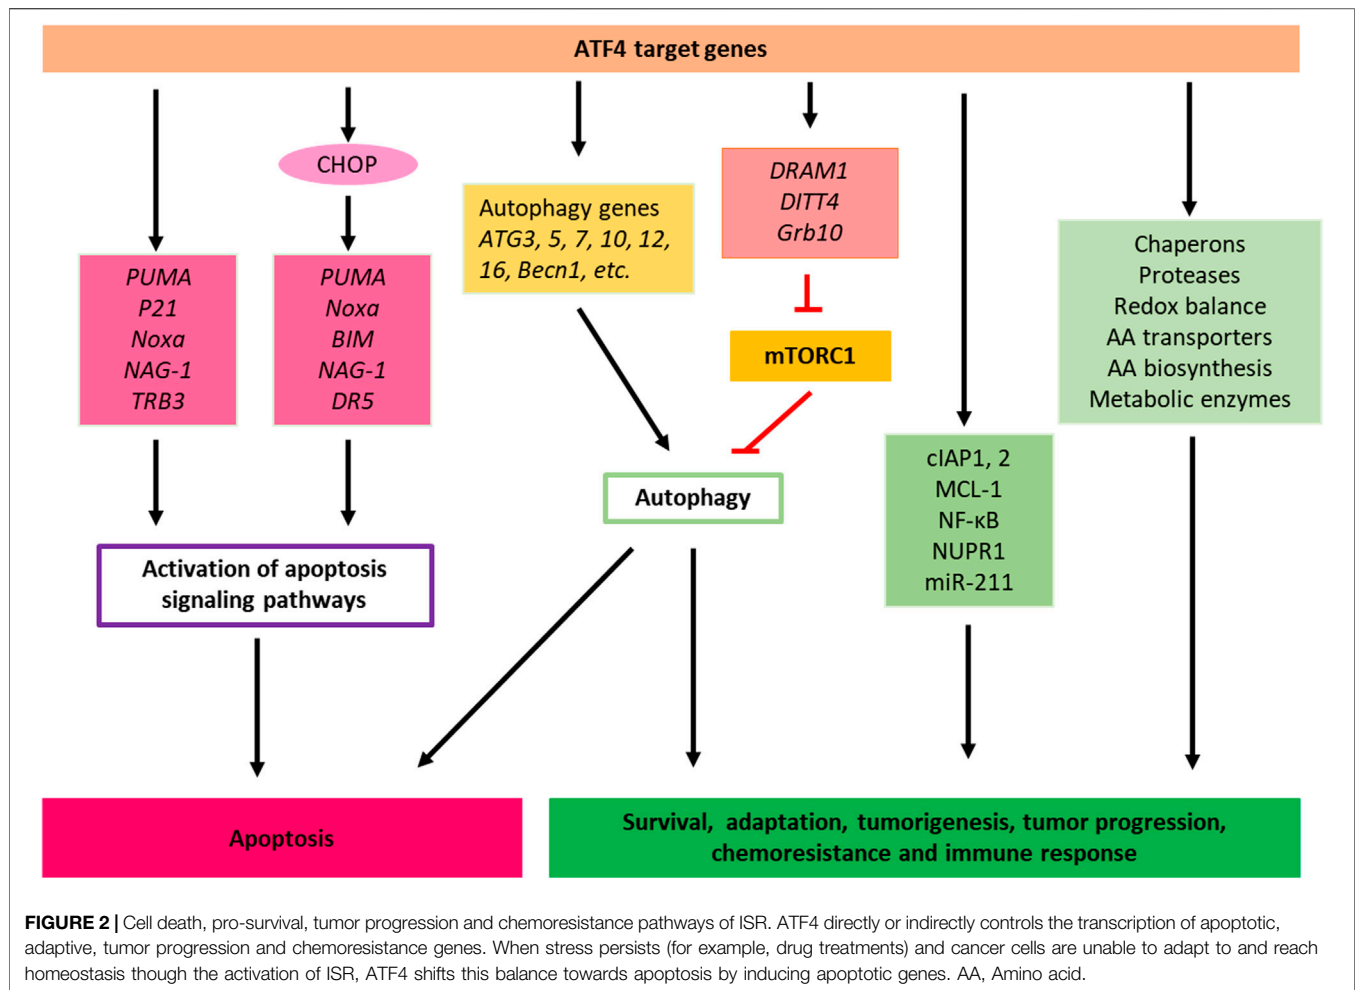 ATF4 target genes
CHOP
PUMA
P21
Noxa
NAG-1
TRB3
PUMA
Noxa
BIM
NAG-1
DR5
Autophagy genes
ATG3, 5, 7, 10, 12,
16, Becn1, etc.
DRAM1
DITT4
Grb10
mTORC1
Autophagy
cIAP1, 2
MCL-1
NF-κB
NUPR1
miR-211
Chaperons
Proteases
Redox balance
AA transporters
AA biosynthesis
Metabolic enzymes
Activation of apoptosis
signaling pathways
Apoptosis
Survival, adaptation, tumorigenesis, tumor progression,
chemoresistance and immune response
FIGURE 2 | Cell death, pro-survival, tumor progression and chemoresistance pathways of ISR. ATF4 directly or indirectly controls the transcription of apoptotic,
adaptive, tumor progression and chemoresistance genes. When stress persists (for example, drug treatments) and cancer cells are unable to adapt to and reach
homeostasis though the activation of ISR, ATF4 shifts this balance towards apoptosis by inducing apoptotic genes. AA, Amino acid.